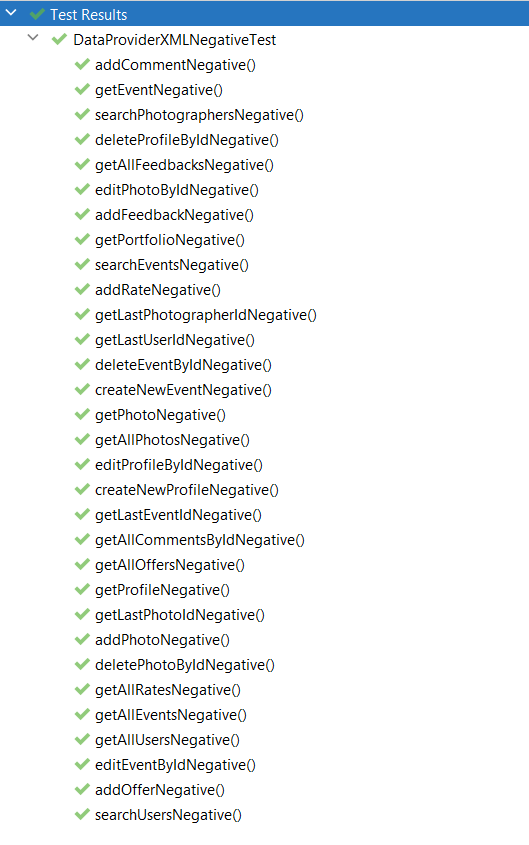 Test Results
DataProviderXMLNegativeTest
addCommentNegative()
getEventNegative()
searchPhotographersNegative()
deleteProfileByIdNegative()
getAllFeedbacksNegative()
editPhotoByIdNegative()
addFeedbackNegative()
getPortfolioNegative()
searchEventsNegative()
addRateNegative()
getLastPhotographerIdNegative()
getLastUserIdNegative()
deleteEventByIdNegative()
createNewEventNegative()
getPhotoNegative()
getAllPhotosNegative()
editProfileByIdNegative()
createNewProfileNegative()
getLastEventIdNegative()
getAllCommentsByIdNegative()
getAllOffersNegative()
getProfileNegative()
getLastPhotoIdNegative()
addPhotoNegative()
deletePhotoByIdNegative()
getAllRatesNegative()
getAllEventsNegative()
getAllUsersNegative()
editEventByIdNegative()
addOfferNegative()
searchUsersNegative()